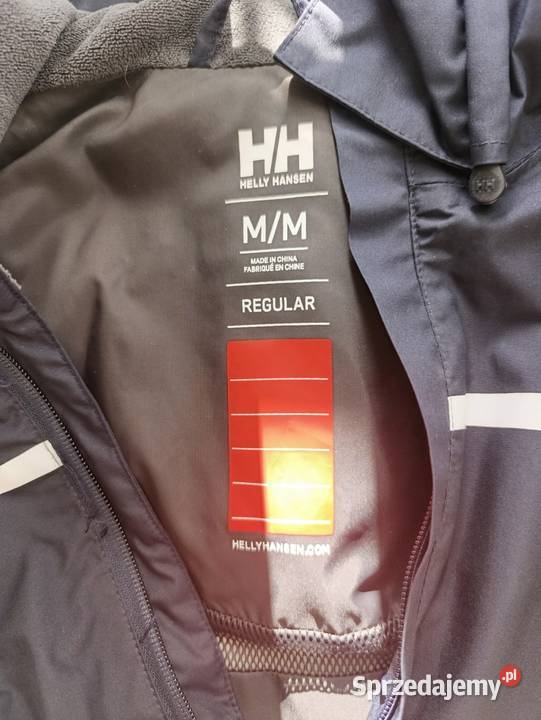 HH
HELLY HANSEN
M/M
MADE IN CHINA
FABRIQUÉ EN CHINE
REGULAR
HELLYHANSEN.COM
HH
Sprzedajemy.pl